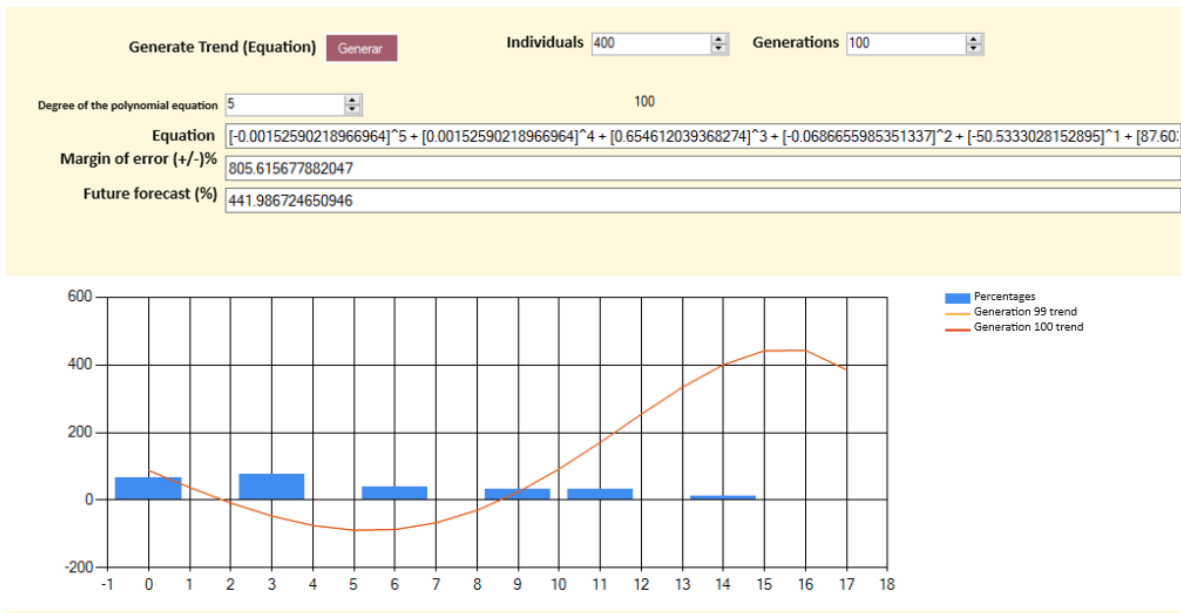 Generate Trend (Equation) Generar Individuals 400 Generations 100
Degree of the polynomial equation 5 100
Equation [-0.00152590218966964]^5 + [0.00152590218966964]^4 + [0.654612039368274]^3 + [-0.0686655985351337]^2 + [-50.5333028152895]^1 + [87.60
Margin of error (+/-)% 805.615677882047
Future forecast (%) 441.986724650946
600
400
200
0
-200
-1 0 1 2 3 4 5 6 7 8 9 10 11 12 13 14 15 16 17 18
Percentages
Generation 99 trend
Generation 100 trend